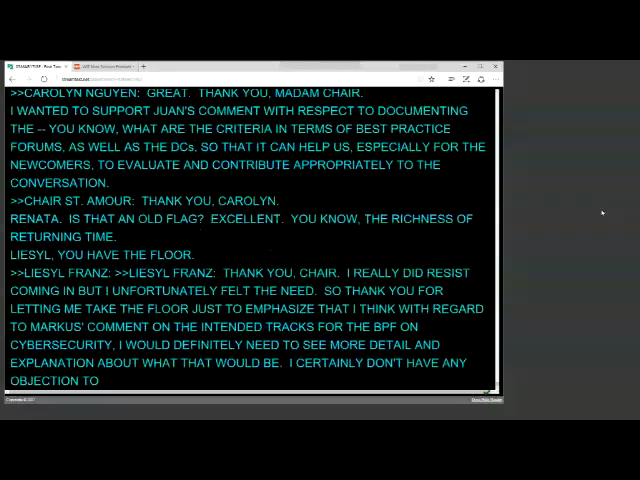 >>CAROLYN NGUYEN: GREAT. THANK YOU, MADAM CHAIR.
I WANTED TO SUPPORT JUAN'S COMMENT WITH RESPECT TO DOCUMENTING
THE -- YOU KNOW, WHAT ARE THE CRITERIA IN TERMS OF BEST PRACTICE
FORUMS, AS WELL AS THE DCs. SO THAT IT CAN HELP US, ESPECIALLY FOR THE
NEWCOMERS, TO EVALUATE AND CONTRIBUTE APPROPRIATELY TO THE
CONVERSATION.
>>CHAIR ST. AMOUR: THANK YOU, CAROLYN.
RENATA. IS THAT AN OLD FLAG? EXCELLENT. YOU KNOW, THE RICHNESS OF
RETURNING TIME.
LIESYL, YOU HAVE THE FLOOR.
>>LIESYL FRANZ: >>LIESYL FRANZ: THANK YOU, CHAIR. I REALLY DID RESIST
COMING IN BUT I UNFORTUNATELY FELT THE NEED. SO THANK YOU FOR
LETTING ME TAKE THE FLOOR JUST TO EMPHASIZE THAT I THINK WITH REGARD
TO MARKUS' COMMENT ON THE INTENDED TRACKS FOR THE BPF ON
CYBERSECURITY, I WOULD DEFINITELY NEED TO SEE MORE DETAIL AND
EXPLANATION ABOUT WHAT THAT WOULD BE. I CERTAINLY DON'T HAVE ANY
OBJECTION TO